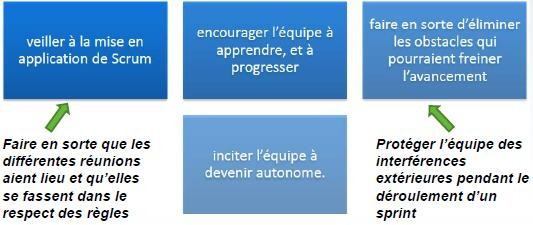 veiller à la mise en
application de Scrum
encourager l'équipe à
apprendre, et à
progresser
faire en sorte d'éliminer
les obstacles qui
pourraient freiner
l'avancement
Faire en sorte que les
différentes réunions
aient lieu et qu'elles
se fassent dans le
respect des règles
inciter l'équipe à
devenir autonome.
Protéger l'équipe des
interférences
extérieures pendant le
déroulement d'un
sprint